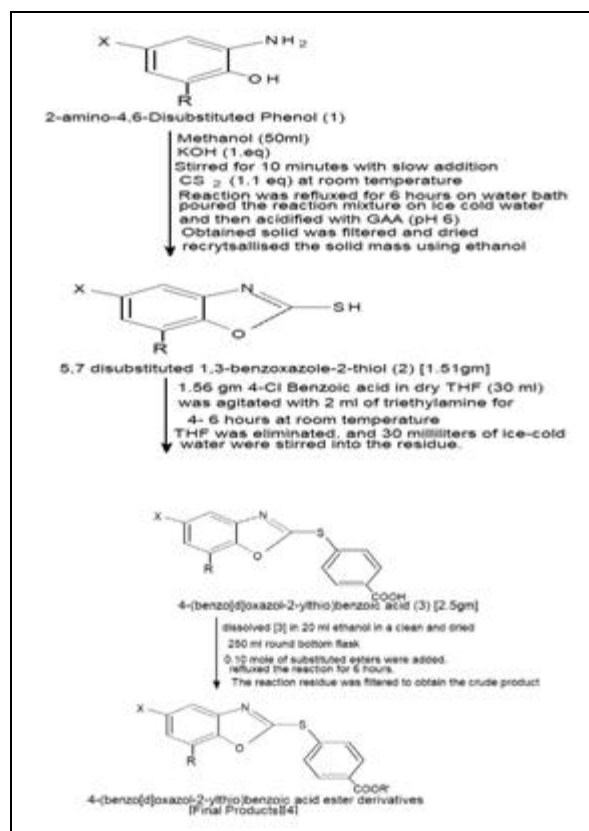 X
NH2
OH
R
2-amino-4,6-Disubstituted Phenol (1)
Methanol (50ml)
KOH (1.eq)
Stirred for 10 minutes with slow addition
CS 2 (1.1 eq) at room temperature
Reaction was refluxed for 6 hours on water bath
poured the reaction mixture on ice cold water
and then acidified with GAA (pH 6)
Obtained solid was filtered and dried
recrytsallised the solid mass using ethanol
X
N
SH
O
R
5,7 disubstituted 1,3-benzoxazole-2-thiol (2) [1.51gm]
1.56 gm 4-Cl Benzoic acid in dry THF (30 ml)
was agitated with 2 ml of triethylamine for
4- 6 hours at room temperature
THF was eliminated, and 30 milliliters of ice-cold
water were stirred into the residue.
X
N
S
O
R
COOH
4-(benzo[d]oxazol-2-ylthio)benzoic acid (3) [2.5gm]
dissolved [3] in 20 ml ethanol in a clean and dried
250 ml round bottom flask
0.10 mole of substituted esters were added.
refluxed the reaction for 6 hours.
The reaction residue was filtered to obtain the crude product
X
N
S
O
R
COOR'
4-(benzo[d]oxazol-2-ylthio)benzoic acid ester derivatives
[Final Products][4]